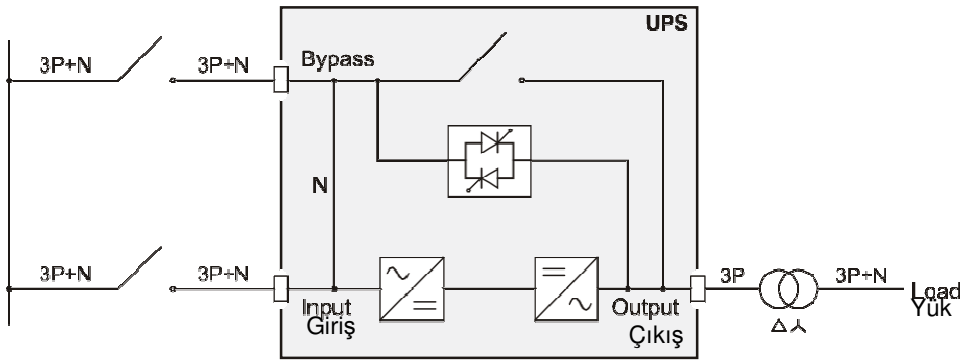 UPS
3P+N
3P+N
Bypass
N
3P+N
3P+N
Input
Giriş
Output
Çıkış
3P
3P+N
Load
Yük